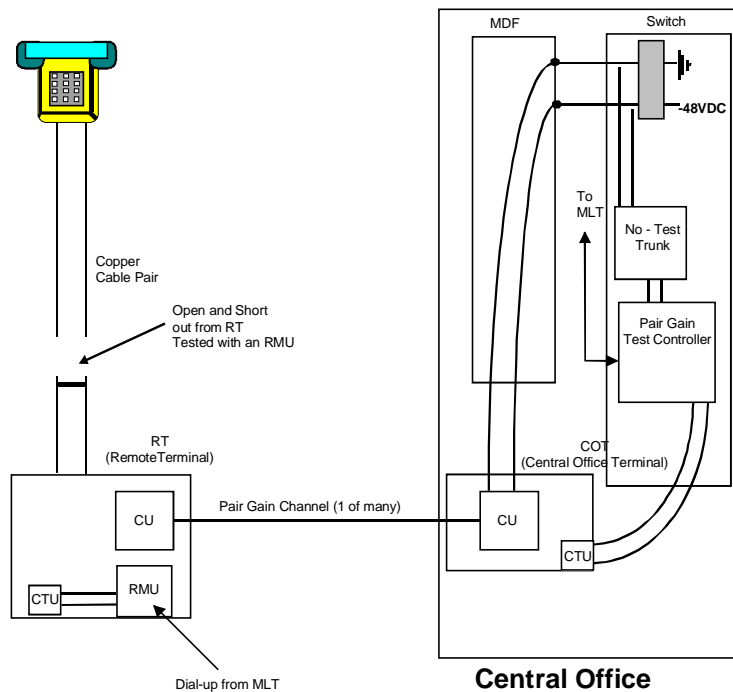 MDF
Switch
-48VDC
To
MLT
No - Test
Trunk
Copper
Cable Pair
Open and Short
out from RT
Tested with an RMU
Pair Gain
Test Controller
RT
(RemoteTerminal)
COT
(Central Office Terminal)
CU
Pair Gain Channel (1 of many)
CU
CTU
CTU
RMU
Dial-up from MLT
Central Office